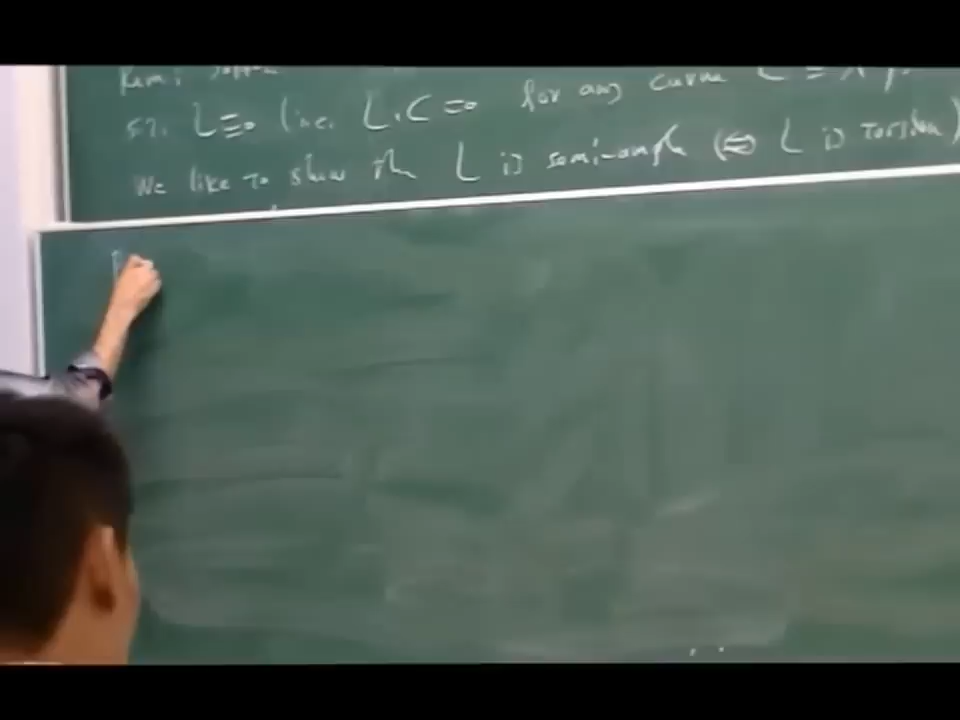 Rem: Suppose
s.t. L≡0 (i.e. L.C=0 for any curve C ⊆ X
We like to show th L is semi-ample (⇔ L is torsion)